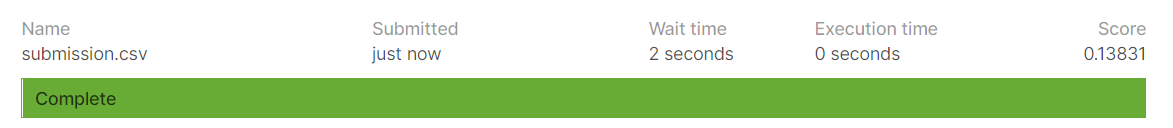 Name Submitted Wait time Execution time Score
submission.csv just now 2 seconds 0 seconds 0.13831
Complete